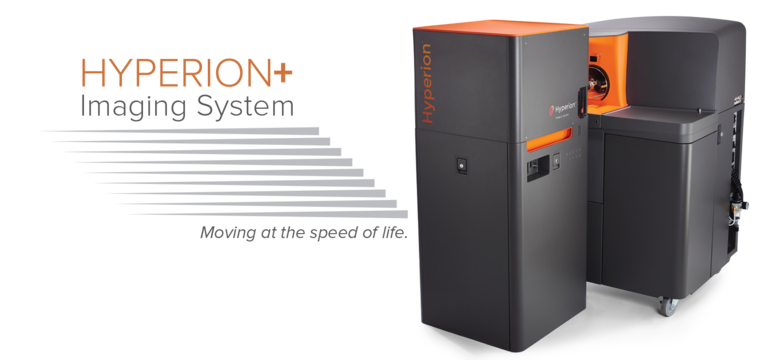 HYPERION+
Imaging System
Moving at the speed of life.
Hyperion
Hyperion